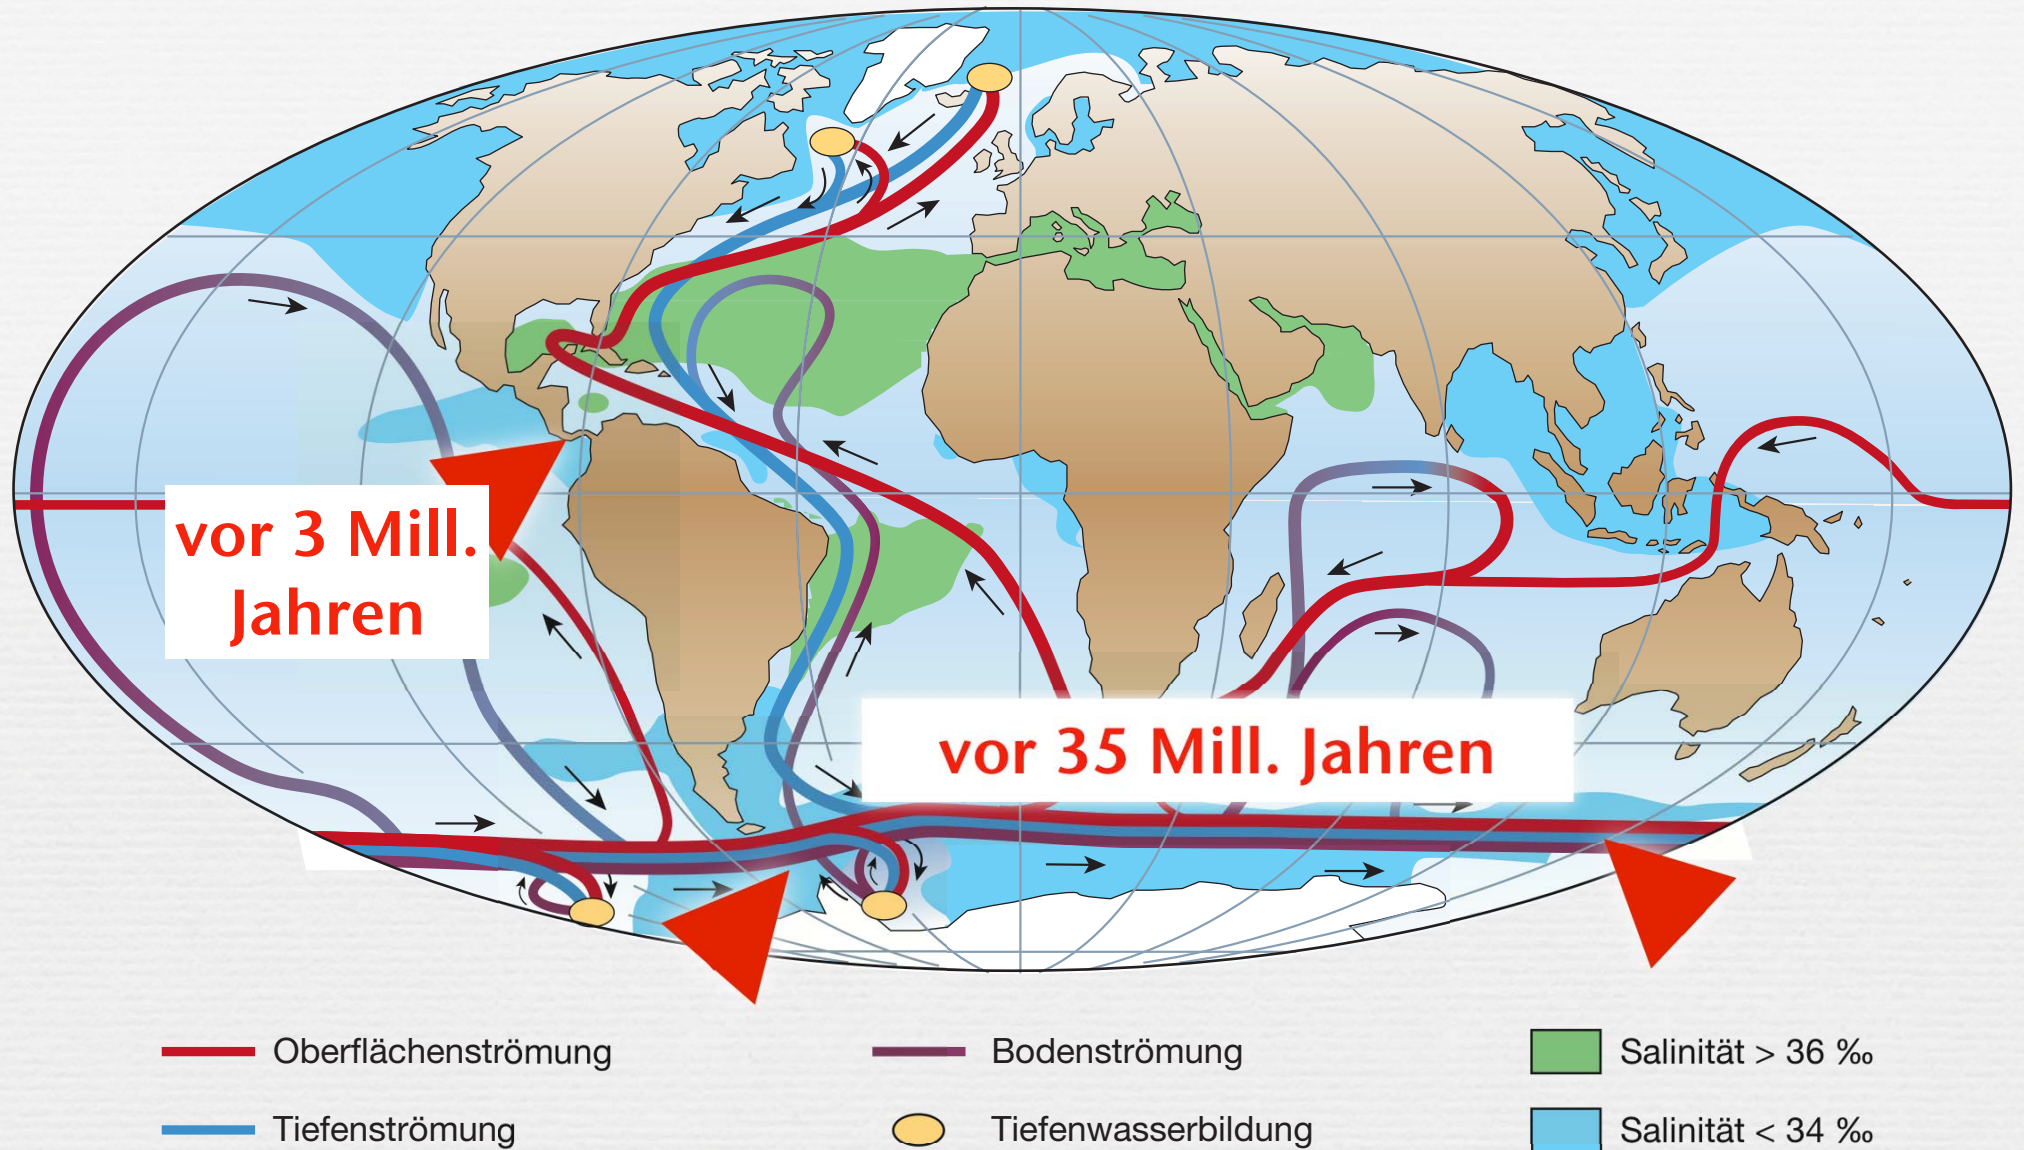 vor 3 Mill.
Jahren
vor 35 Mill. Jahren
Oberflächenströmung
Bodenströmung
Salinität > 36 ‰
Tiefenströmung
Tiefenwasserbildung
Salinität < 34 ‰